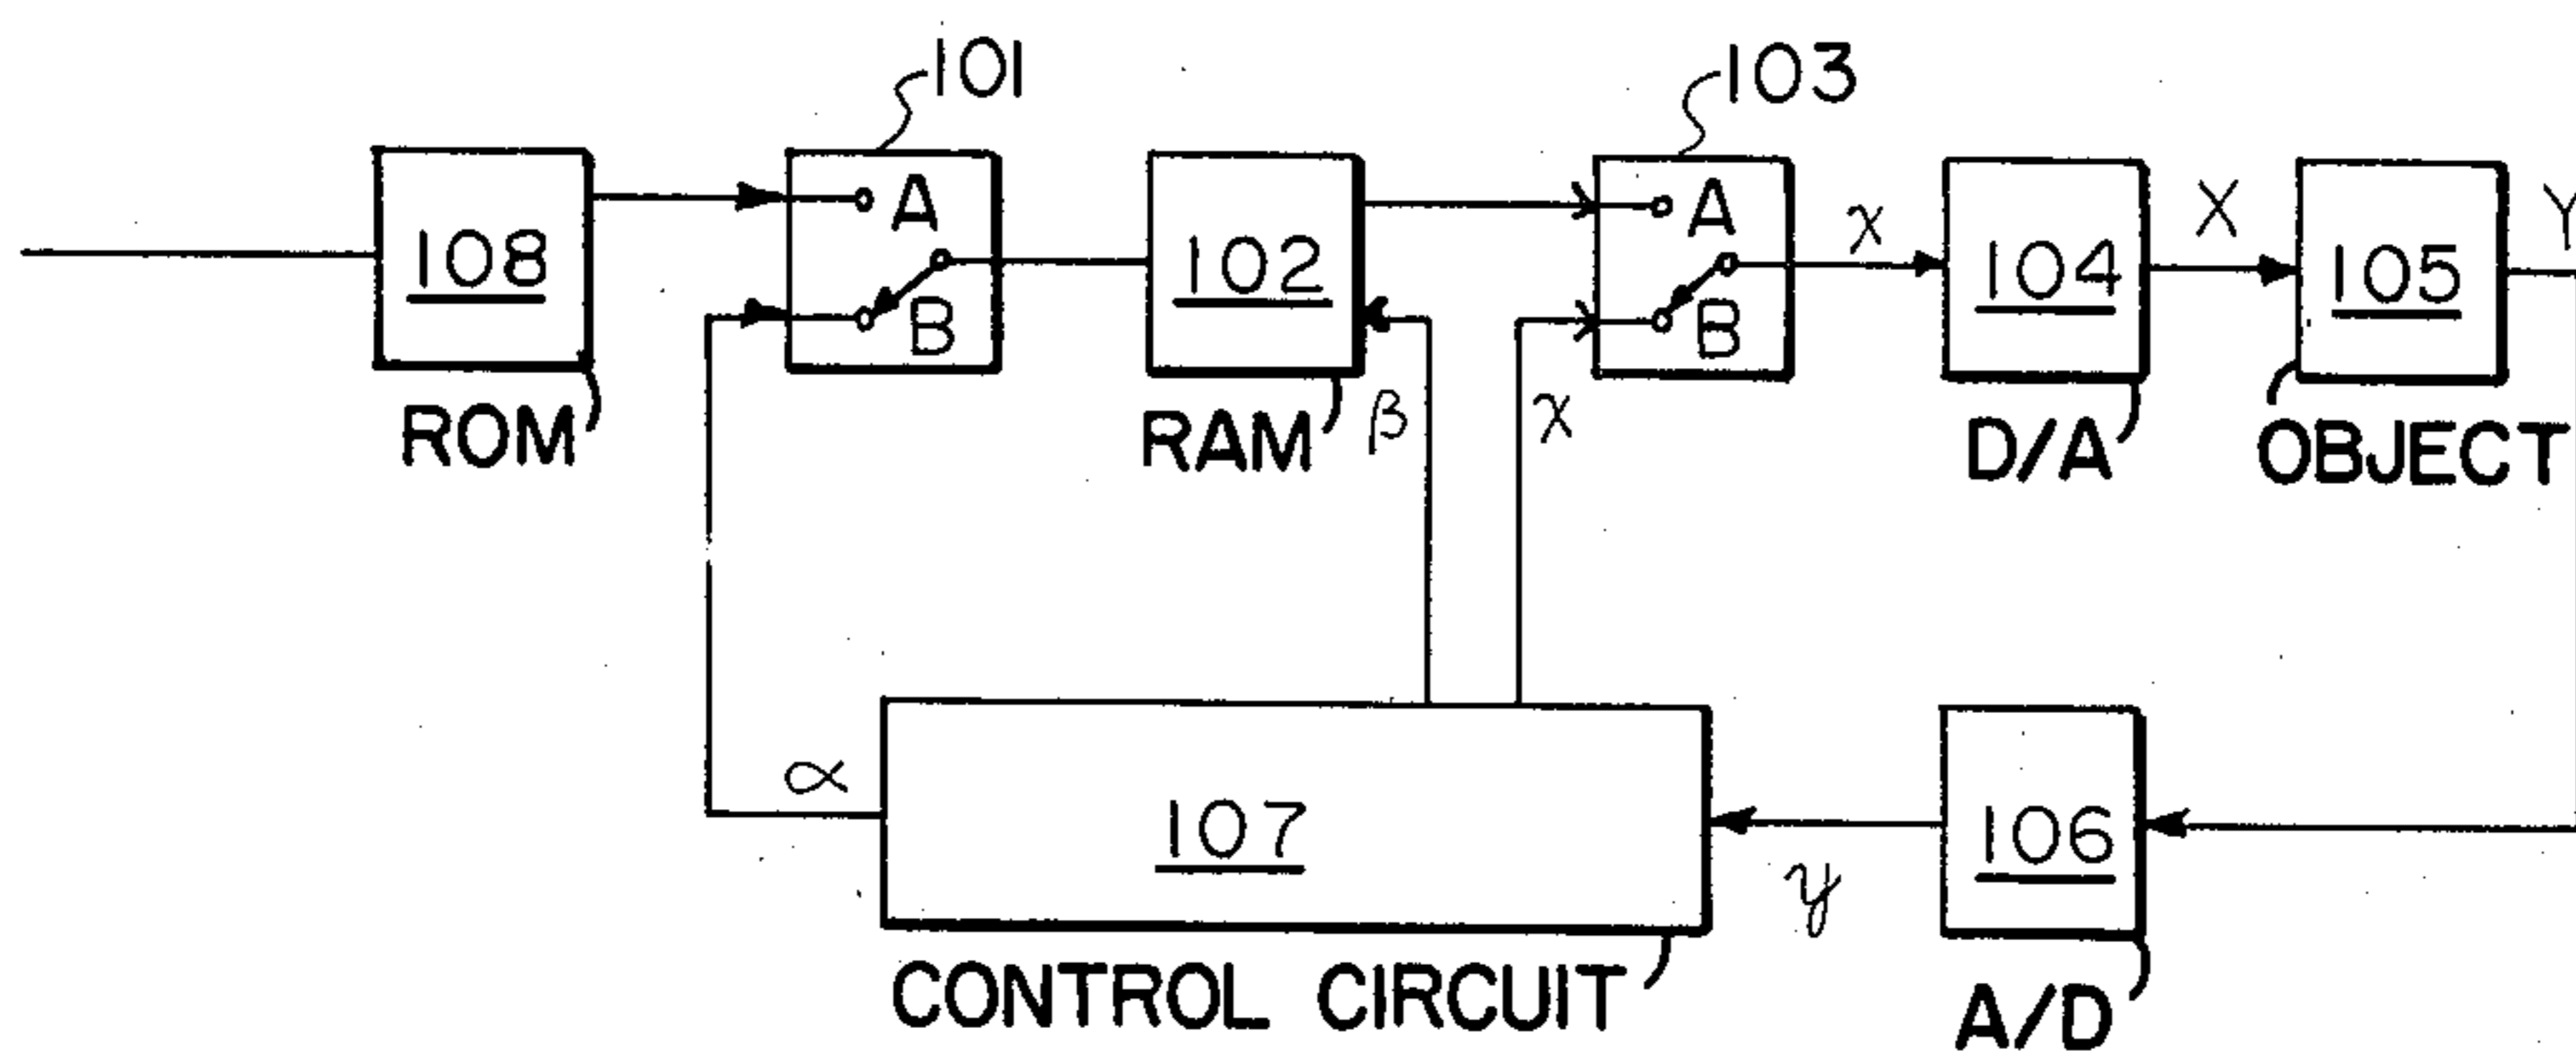 101
103
A
B
108
102
A
B
χ
104
X
105
Y
ROM
RAM
β
χ
D/A
OBJECT
α
107
y
106
CONTROL CIRCUIT
A/D